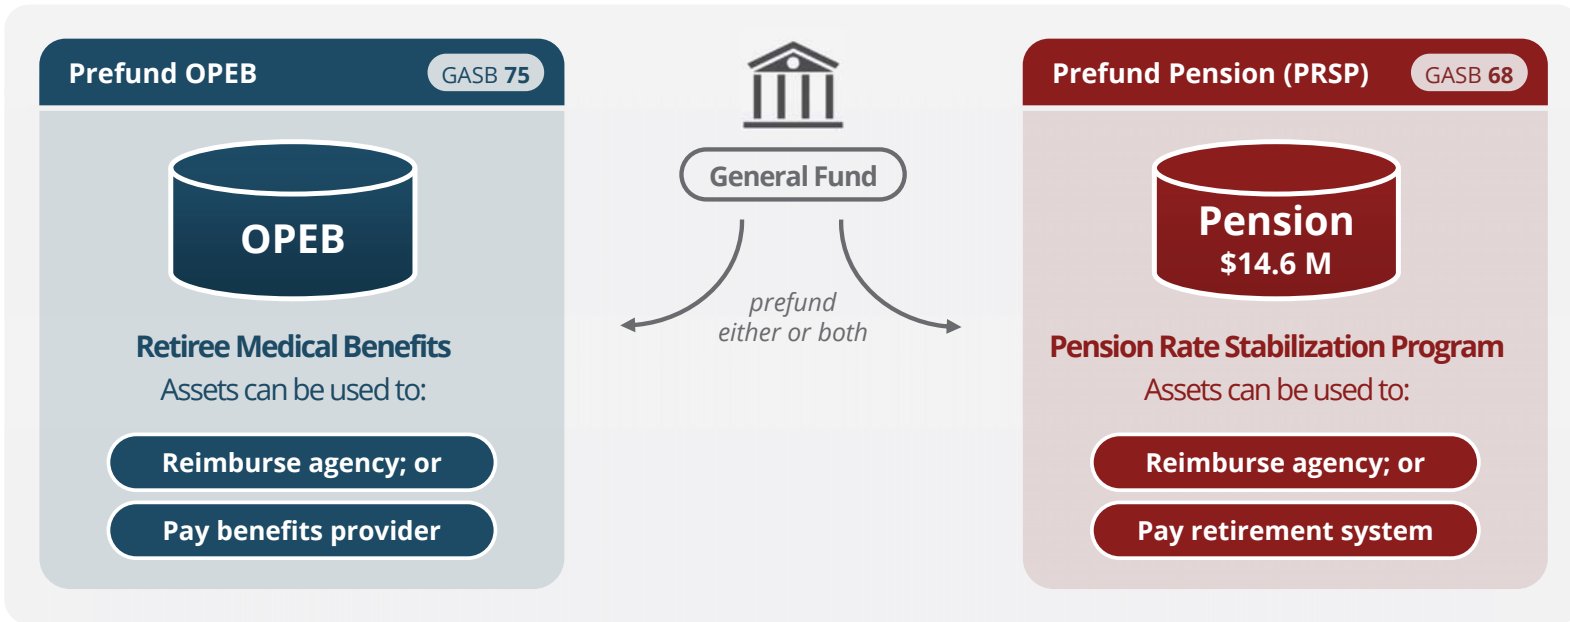 Prefund OPEB
GASB 75
OPEB
Retiree Medical Benefits
Assets can be used to:
Reimburse agency; or
Pay benefits provider
General Fund
prefund
either or both
Prefund Pension (PRSP)
GASB 68
Pension
$14.6 M
Pension Rate Stabilization Program
Assets can be used to:
Reimburse agency; or
Pay retirement system